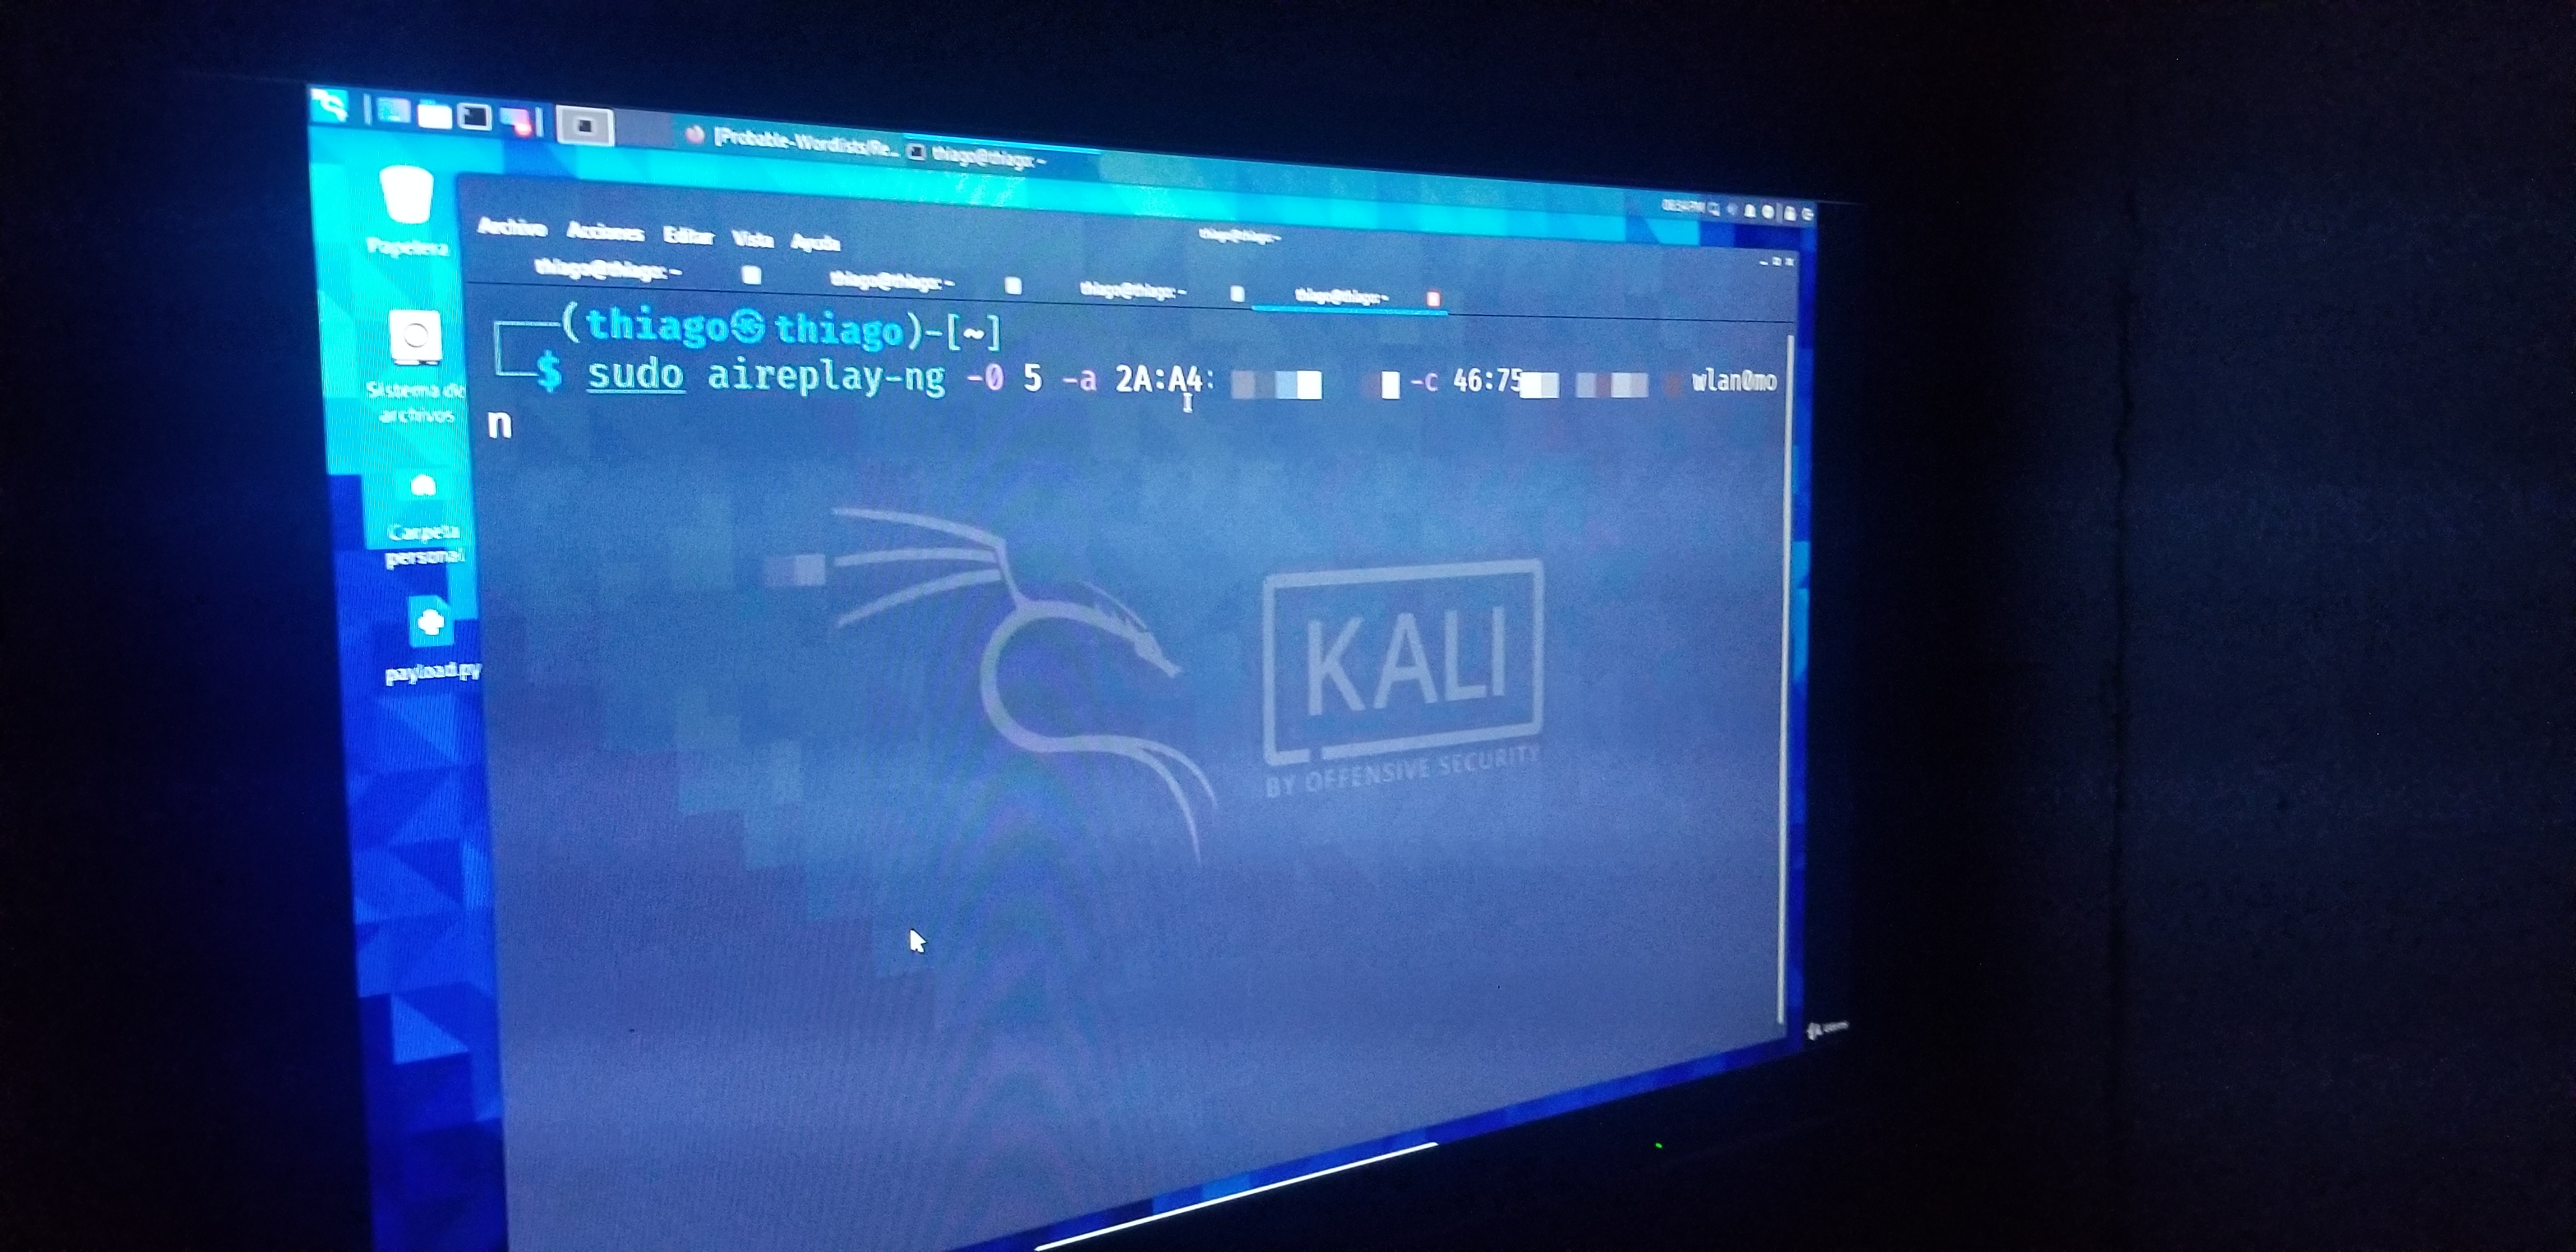 [Probable-Wordlists/Re...
thiago@thiago: ~
Papelera
Archivo Acciones Editar Vista Ayuda
thiago@thiago:~
thiago@thiago: ~
thiago@thiago: ~
thiago@thiago: ~
thiago@thiago:~
(thiago㉿thiago)-[~]
$ sudo aireplay-ng -0 5 -a 2A:A4: -c 46:75 wlan0mo
n
Sistema de
archivos
Carpeta
personal
payload.py
KALI
BY OFFENSIVE SECURITY